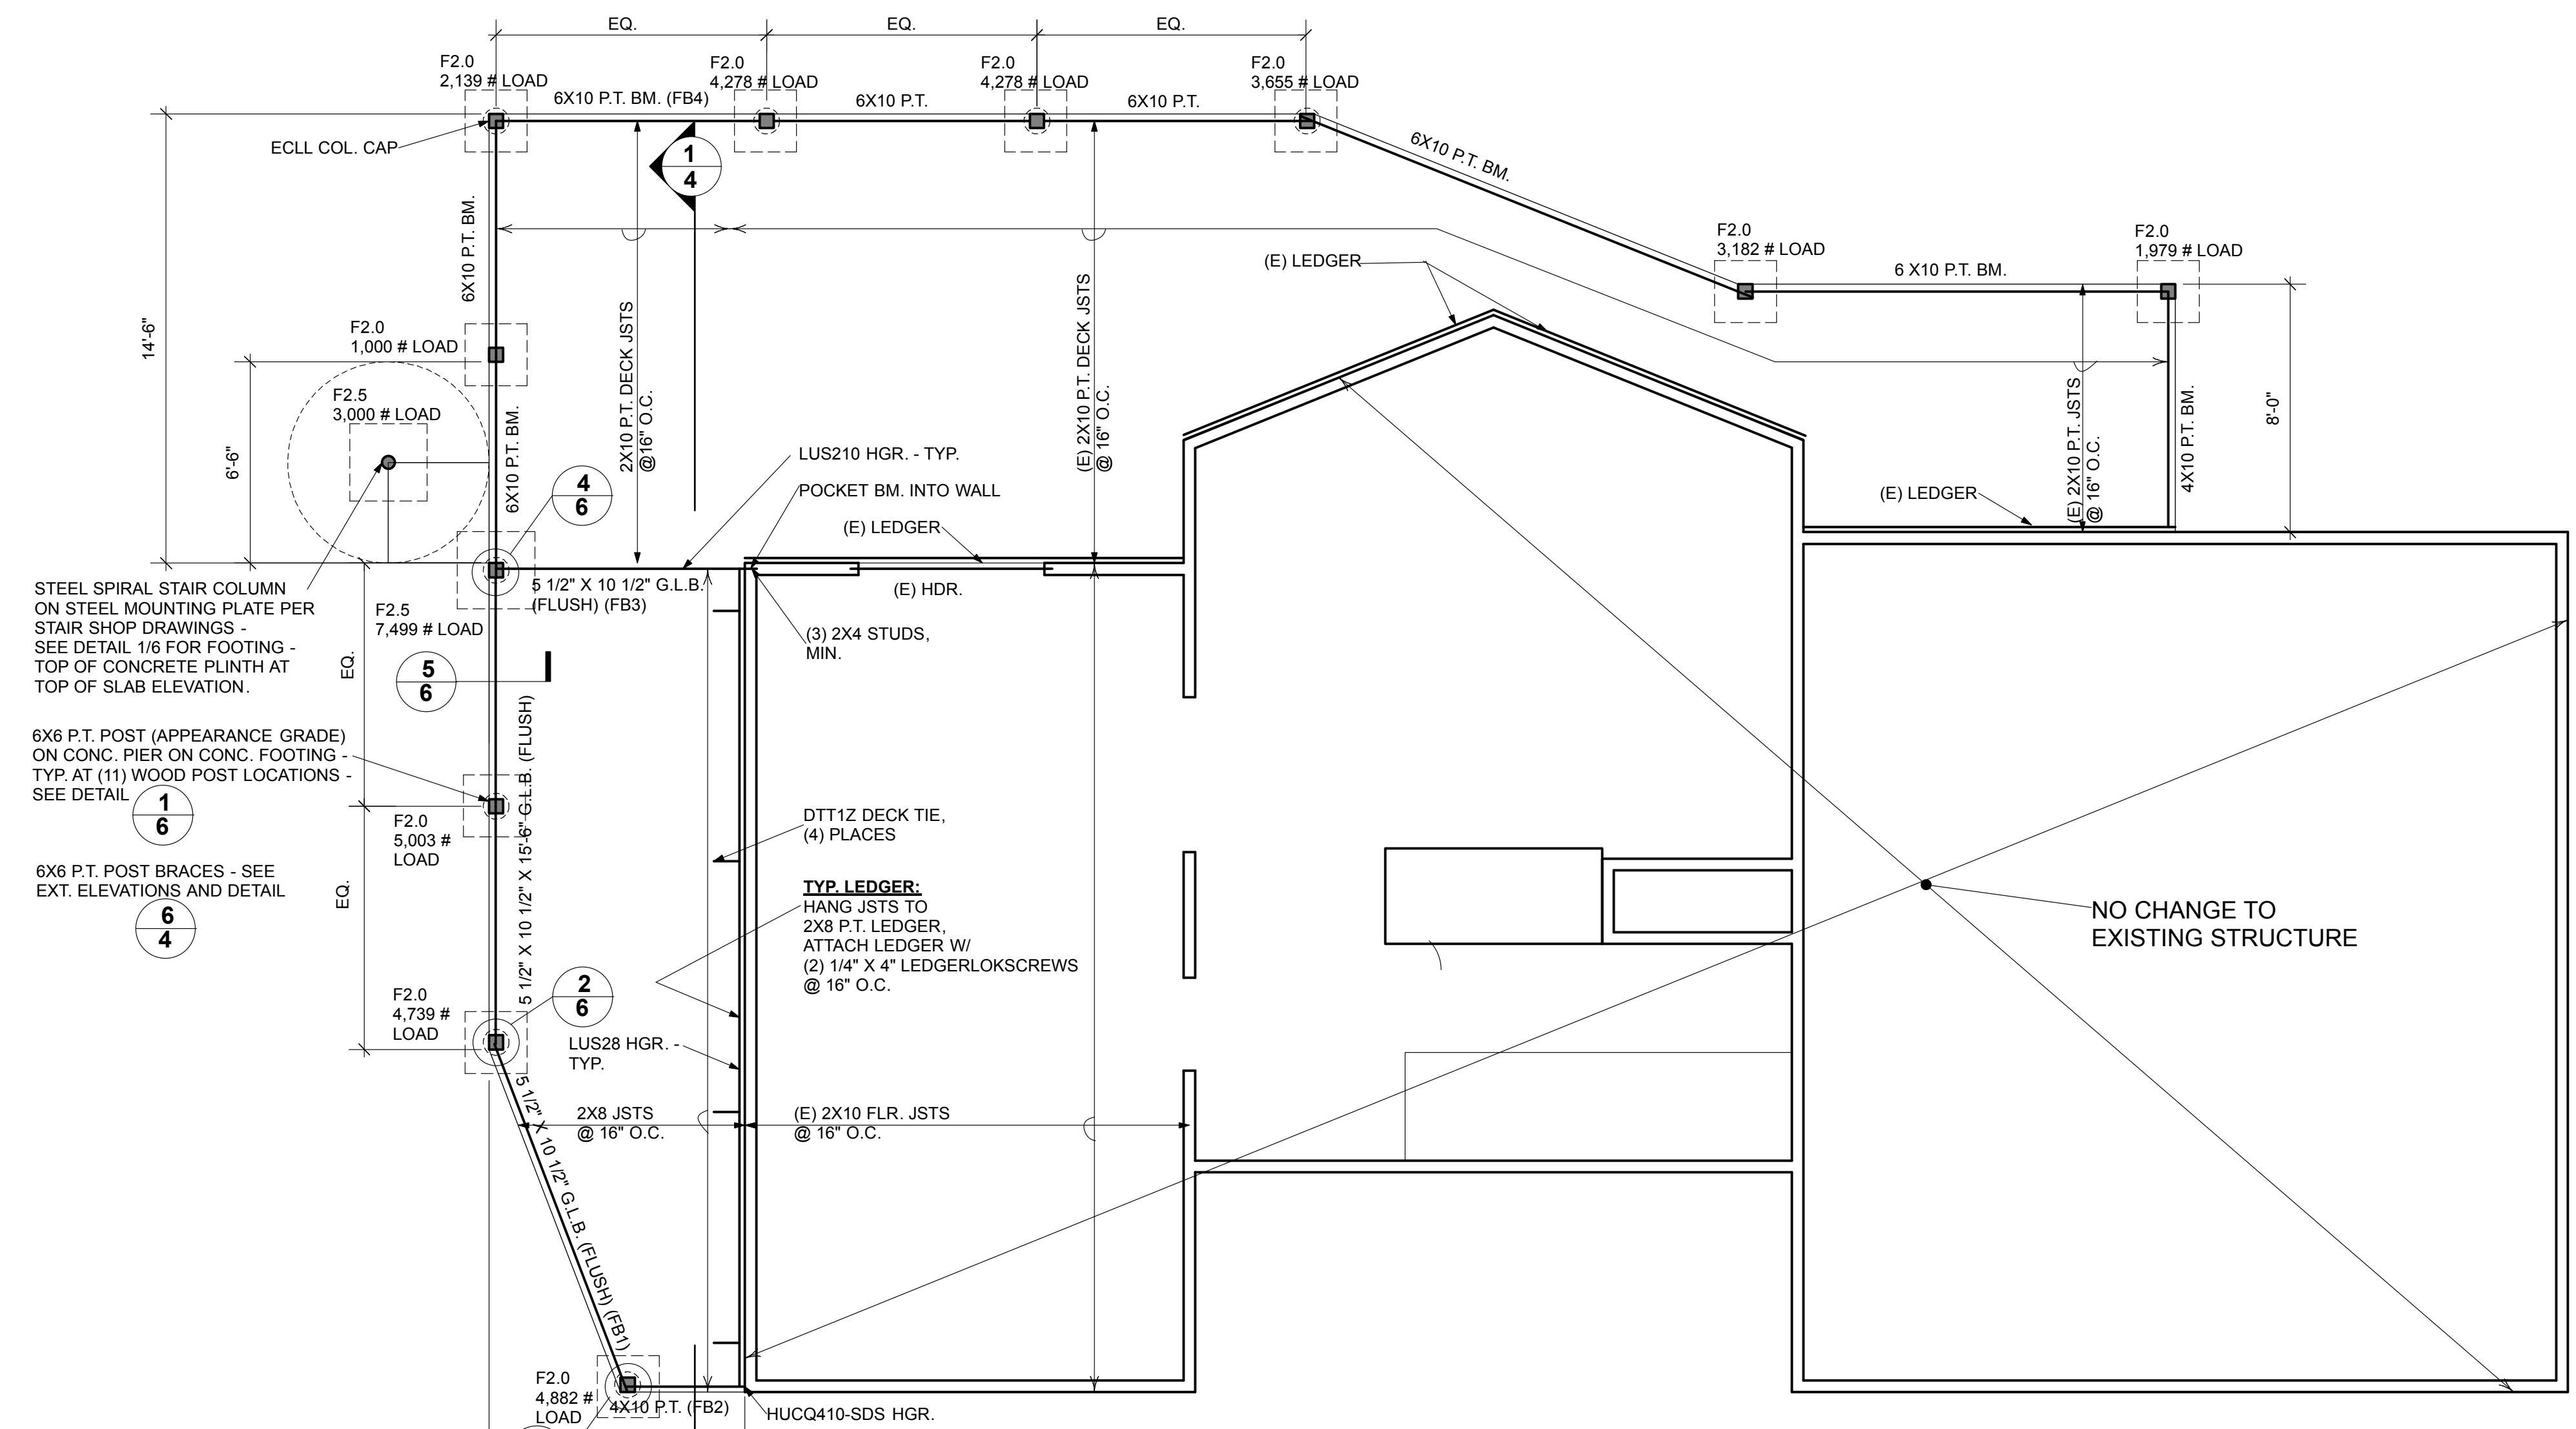 EQ.
EQ.
EQ.
F2.0
2,139 # LOAD
F2.0
4,278 # LOAD
F2.0
4,278 # LOAD
F2.0
3,655 # LOAD
6X10 P.T. BM. (FB4)
6X10 P.T.
6X10 P.T.
6X10 P.T. BM.
ECLL COL. CAP
1
4
14'-6"
6X10 P.T. BM.
F2.0
3,182 # LOAD
F2.0
1,979 # LOAD
6 X10 P.T. BM.
(E) LEDGER
2X10 P.T. DECK JSTS
@16" O.C.
(E) 2X10 P.T. DECK JSTS
@ 16" O.C.
F2.0
1,000 # LOAD
F2.5
3,000 # LOAD
6'-6"
6X10 P.T. BM.
(E) 2X10 P.T. JSTS
@ 16" O.C.
4X10 P.T. BM.
8'-0"
LUS210 HGR. - TYP.
POCKET BM. INTO WALL
(E) LEDGER
(E) LEDGER
4
6
5 1/2" X 10 1/2" G.L.B.
(FLUSH) (FB3)
(E) HDR.
STEEL SPIRAL STAIR COLUMN
ON STEEL MOUNTING PLATE PER
STAIR SHOP DRAWINGS -
SEE DETAIL 1/6 FOR FOOTING -
TOP OF CONCRETE PLINTH AT
TOP OF SLAB ELEVATION.
F2.5
7,499 # LOAD
(3) 2X4 STUDS,
MIN.
EQ.
5
6
6X6 P.T. POST (APPEARANCE GRADE)
ON CONC. PIER ON CONC. FOOTING -
TYP. AT (11) WOOD POST LOCATIONS -
SEE DETAIL
1
6
5 1/2" X 10 1/2" X 15'-6" G.L.B. (FLUSH)
F2.0
5,003 #
LOAD
DTT1Z DECK TIE,
(4) PLACES
6X6 P.T. POST BRACES - SEE
EXT. ELEVATIONS AND DETAIL
6
4
EQ.
TYP. LEDGER:
HANG JSTS TO
2X8 P.T. LEDGER,
ATTACH LEDGER W/
(2) 1/4" X 4" LEDGERLOKSCREWS
@ 16" O.C.
NO CHANGE TO
EXISTING STRUCTURE
F2.0
4,739 #
LOAD
2
6
LUS28 HGR. -
TYP.
2X8 JSTS
@ 16" O.C.
(E) 2X10 FLR. JSTS
@ 16" O.C.
5 1/2" X 10 1/2" G.L.B. (FLUSH) (FB1)
F2.0
4,882 #
LOAD
4X10 P.T. (FB2)
HUCQ410-SDS HGR.